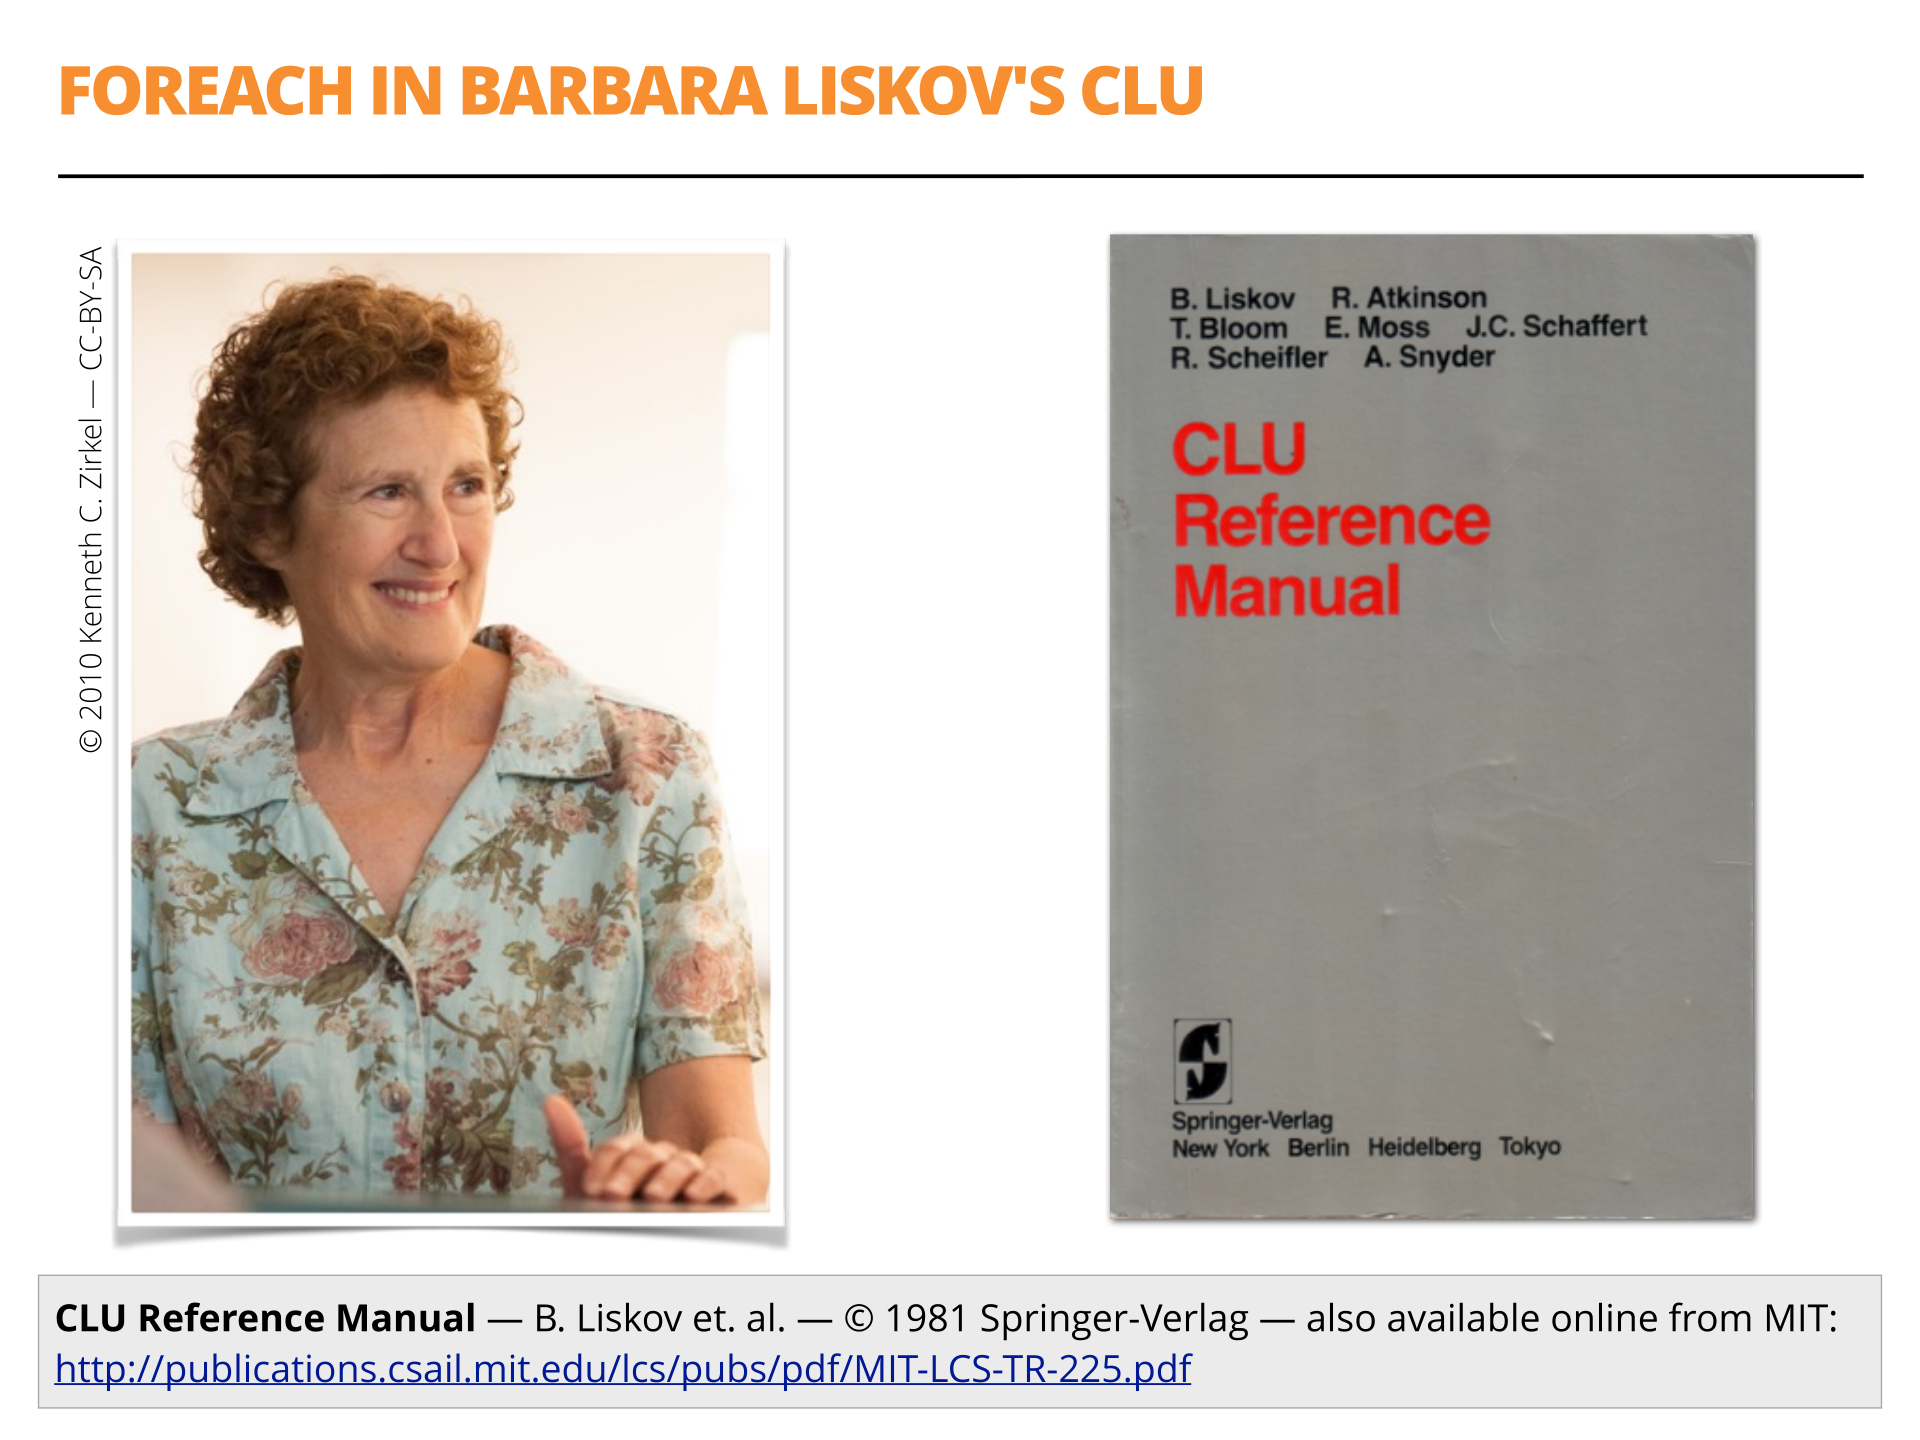 FOREACH IN BARBARA LISKOV'S CLU
© 2010 Kenneth C. Zirkel — CC-BY-SA
B. Liskov R. Atkinson
T. Bloom E. Moss J.C. Schaffert
R. Scheifler A. Snyder
CLU
Reference
Manual
Springer-Verlag
New York Berlin Heidelberg Tokyo
CLU Reference Manual — B. Liskov et. al. — © 1981 Springer-Verlag — also available online from MIT:
http://publications.csail.mit.edu/lcs/pubs/pdf/MIT-LCS-TR-225.pdf